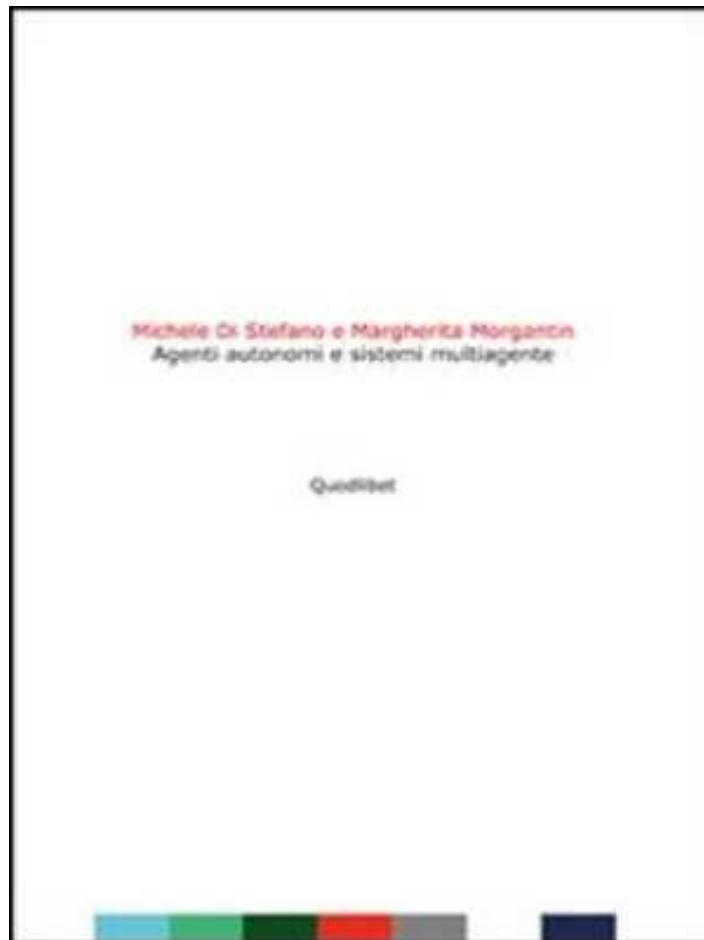 Michele Di Stefano e Margherita Morgantin
Agenti autonomi e sistemi multiagente
Quodlibet